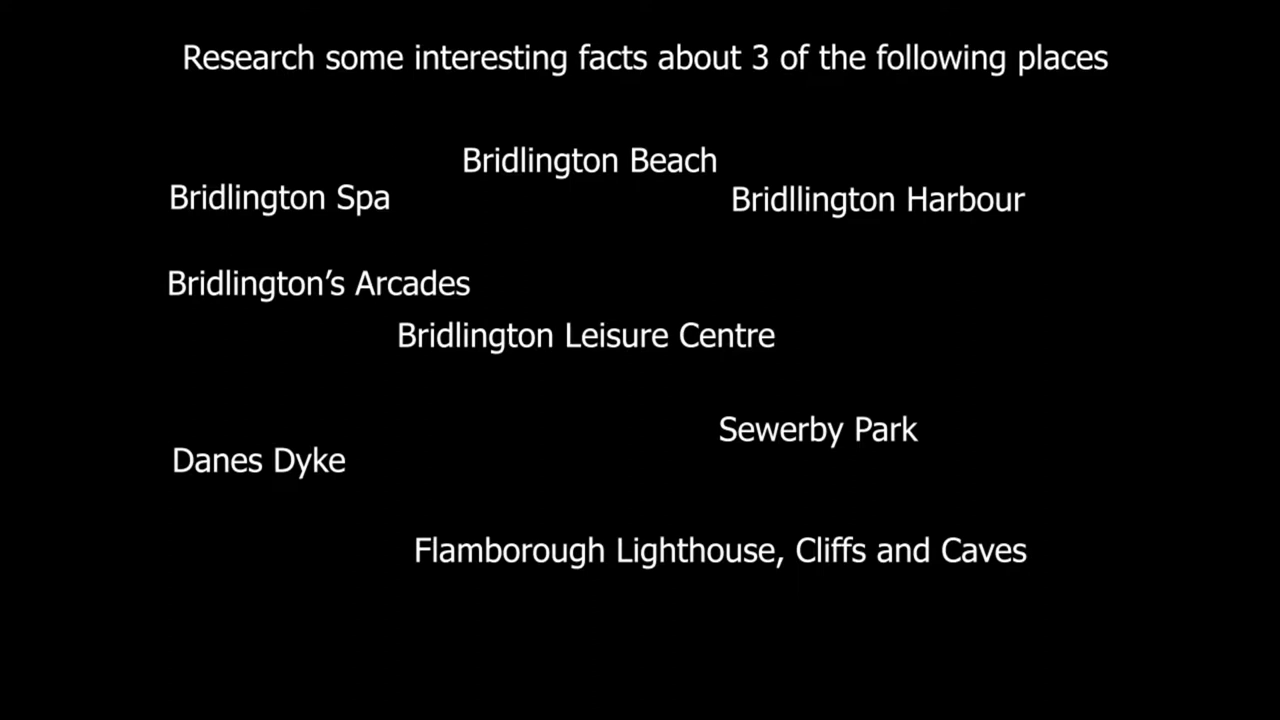 Research some interesting facts about 3 of the following places
Bridlington Beach
Bridlington Spa
Bridllington Harbour
Bridlington’s Arcades
Bridlington Leisure Centre
Sewerby Park
Danes Dyke
Flamborough Lighthouse, Cliffs and Caves